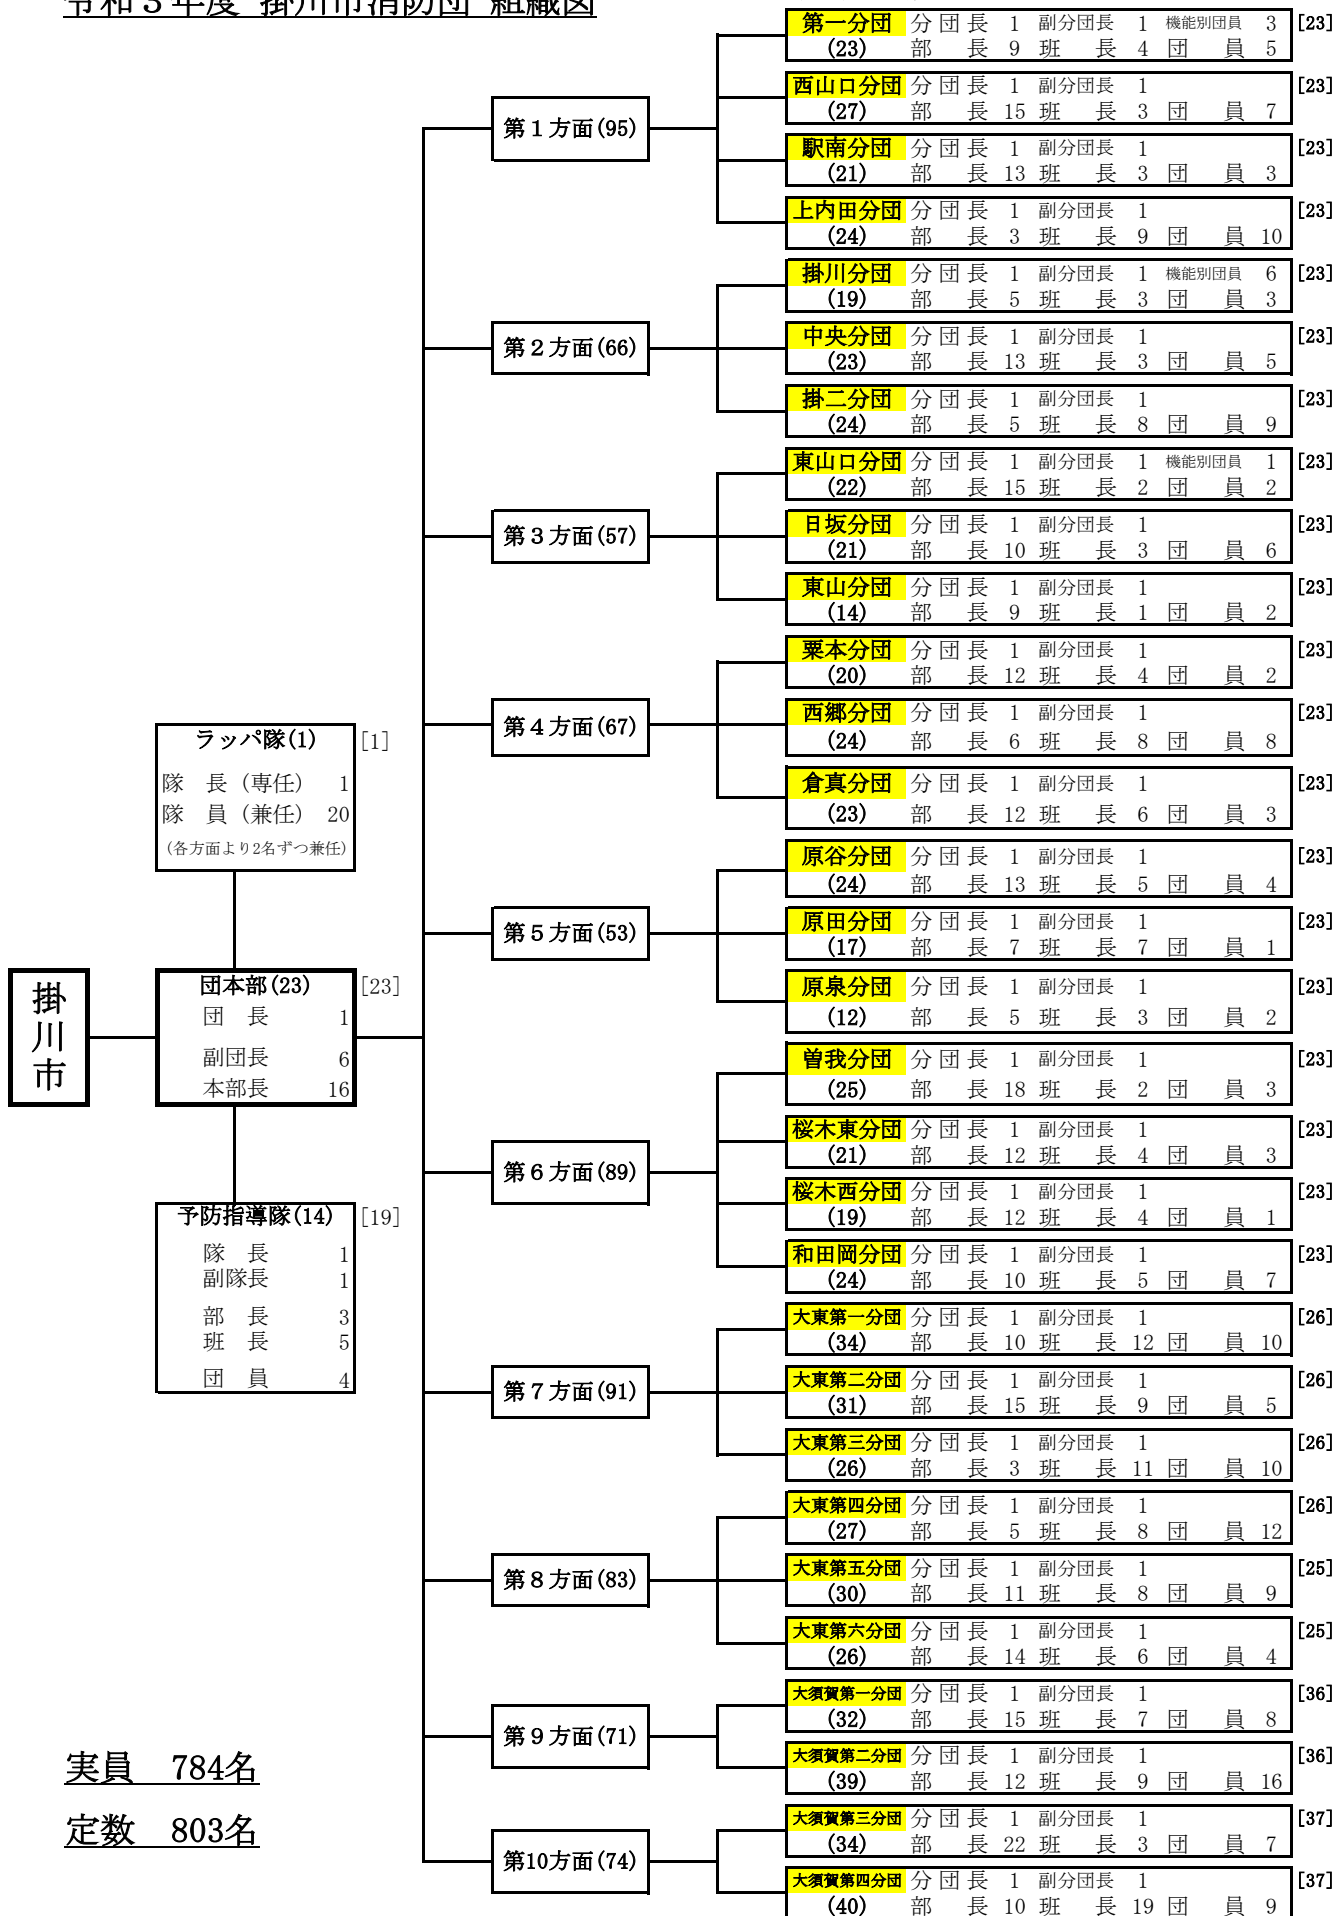 令和３年度 掛川市消防団 組織図
第一分団 分団長 1 副分団長 1 機能別団員 3 [23]
(23) 部長 9 班長 4 団員 5
西山口分団 分団長 1 副分団長 1 [23]
(27) 部長 15 班長 3 団員 7
第１方面(95)
駅南分団 分団長 1 副分団長 1 [23]
(21) 部長 13 班長 3 団員 3
上内田分団 分団長 1 副分団長 1 [23]
(24) 部長 3 班長 9 団員 10
掛川分団 分団長 1 副分団長 1 機能別団員 6 [23]
(19) 部長 5 班長 3 団員 3
第２方面(66)
中央分団 分団長 1 副分団長 1 [23]
(23) 部長 13 班長 3 団員 5
掛二分団 分団長 1 副分団長 1 [23]
(24) 部長 5 班長 8 団員 9
東山口分団 分団長 1 副分団長 1 機能別団員 1 [23]
(22) 部長 15 班長 2 団員 2
第３方面(57)
日坂分団 分団長 1 副分団長 1 [23]
(21) 部長 10 班長 3 団員 6
東山分団 分団長 1 副分団長 1 [23]
(14) 部長 9 班長 1 団員 2
粟本分団 分団長 1 副分団長 1 [23]
(20) 部長 12 班長 4 団員 2
第４方面(67)
西郷分団 分団長 1 副分団長 1 [23]
(24) 部長 6 班長 8 団員 8
倉真分団 分団長 1 副分団長 1 [23]
(23) 部長 12 班長 6 団員 3
ラッパ隊(1) [1]
隊長（専任） 1
隊員（兼任） 20
(各方面より2名ずつ兼任)
原谷分団 分団長 1 副分団長 1 [23]
(24) 部長 13 班長 5 団員 4
第５方面(53)
原田分団 分団長 1 副分団長 1 [23]
(17) 部長 7 班長 7 団員 1
原泉分団 分団長 1 副分団長 1 [23]
(12) 部長 5 班長 3 団員 2
掛川市
団本部(23) [23]
団長 1
副団長 6
本部長 16
曽我分団 分団長 1 副分団長 1 [23]
(25) 部長 18 班長 2 団員 3
桜木東分団 分団長 1 副分団長 1 [23]
(21) 部長 12 班長 4 団員 3
第６方面(89)
桜木西分団 分団長 1 副分団長 1 [23]
(19) 部長 12 班長 4 団員 1
和田岡分団 分団長 1 副分団長 1 [23]
(24) 部長 10 班長 5 団員 7
予防指導隊(14) [19]
隊長 1
副隊長 1
部長 3
班長 5
団員 4
大東第一分団 分団長 1 副分団長 1 [26]
(34) 部長 10 班長 12 団員 10
第７方面(91)
大東第二分団 分団長 1 副分団長 1 [26]
(31) 部長 15 班長 9 団員 5
大東第三分団 分団長 1 副分団長 1 [26]
(26) 部長 3 班長 11 団員 10
大東第四分団 分団長 1 副分団長 1 [26]
(27) 部長 5 班長 8 団員 12
第８方面(83)
大東第五分団 分団長 1 副分団長 1 [25]
(30) 部長 11 班長 8 団員 9
大東第六分団 分団長 1 副分団長 1 [25]
(26) 部長 14 班長 6 団員 4
大須賀第一分団 分団長 1 副分団長 1 [36]
(32) 部長 15 班長 7 団員 8
第９方面(71)
大須賀第二分団 分団長 1 副分団長 1 [36]
(39) 部長 12 班長 9 団員 16
大須賀第三分団 分団長 1 副分団長 1 [37]
(34) 部長 22 班長 3 団員 7
第10方面(74)
大須賀第四分団 分団長 1 副分団長 1 [37]
(40) 部長 10 班長 19 団員 9
実員　784名
定数　803名